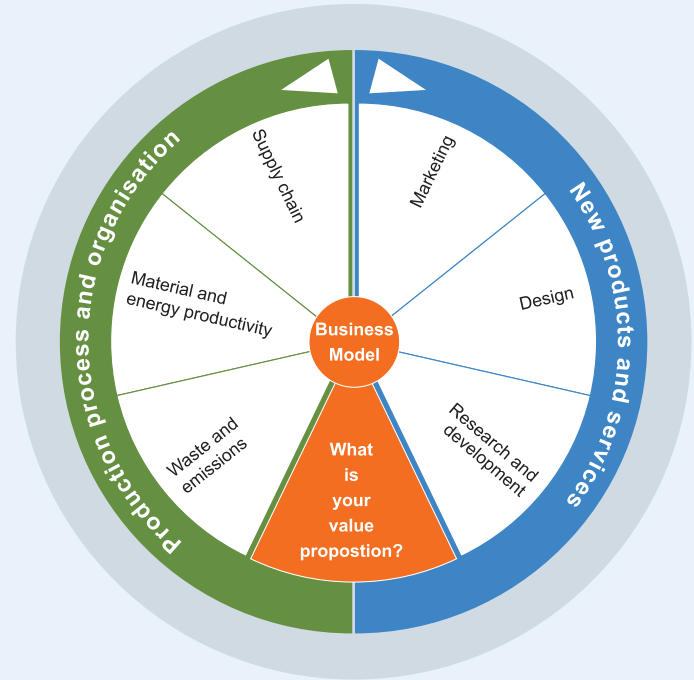 Production process and organisation
New products and services
Supply chain
Marketing
Material and
energy productivity
Design
Business
Model
Waste and
emissions
Research and
development
What
is
your
value
propostion?